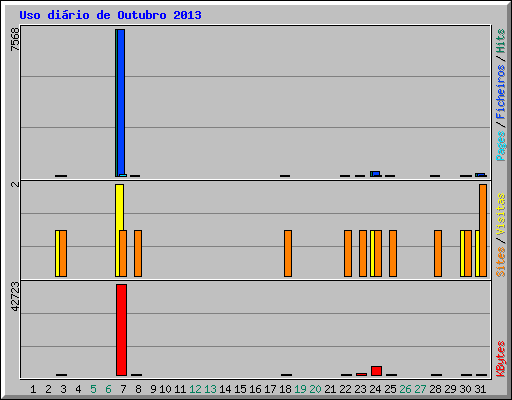 Uso diário de Outubro 2013
7568
2
42723
Pages / Ficheiros / Hits
Sites / Visitas
KBytes
1 2 3 4 5 6 7 8 9 10 11 12 13 14 15 16 17 18 19 20 21 22 23 24 25 26 27 28 29 30 31